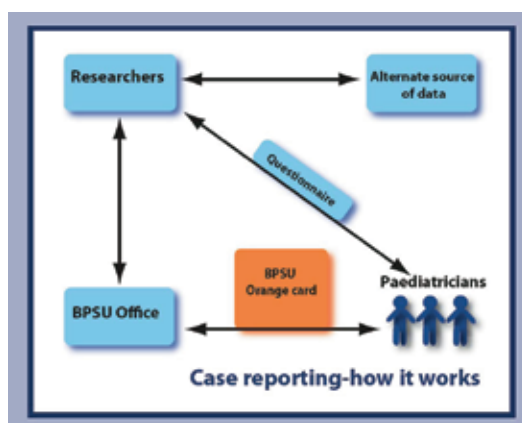 Researchers
Alternate source
of data
Questionnaire
BPSU
Orange card
Paediatricians
BPSU Office
Case reporting-how it works